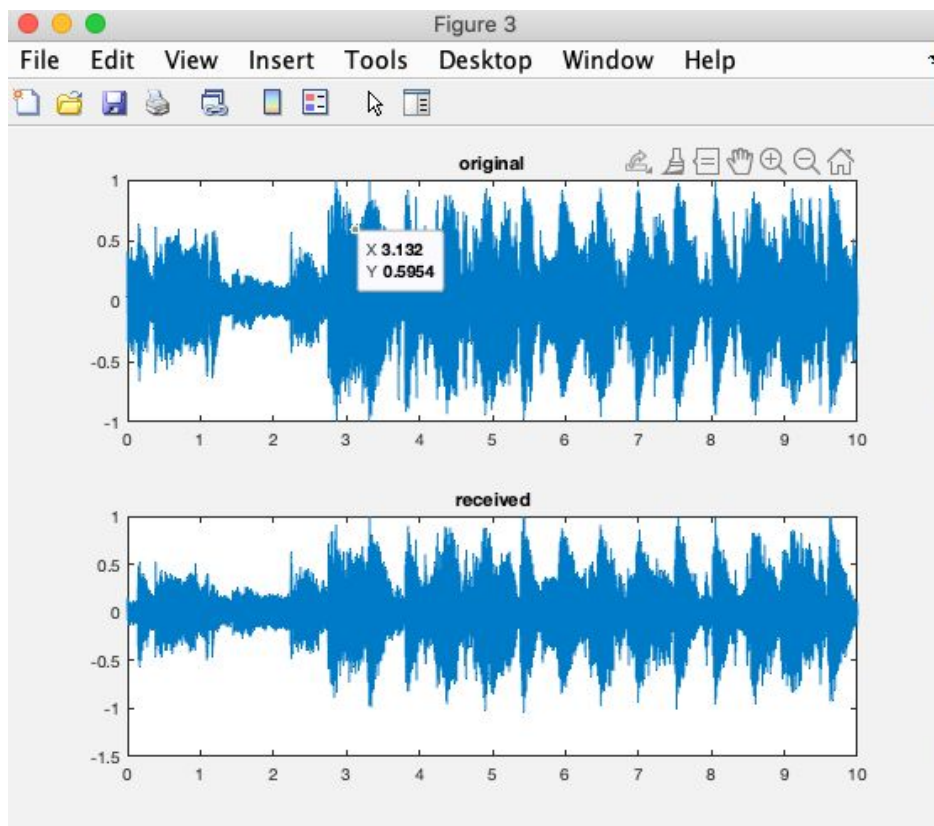 Figure 3
File Edit View Insert Tools Desktop Window Help
original
1
0.5
0
-0.5
-1
X 3.132
Y 0.5954
0 1 2 3 4 5 6 7 8 9 10
received
1
0.5
0
-0.5
-1
-1.5
0 1 2 3 4 5 6 7 8 9 10